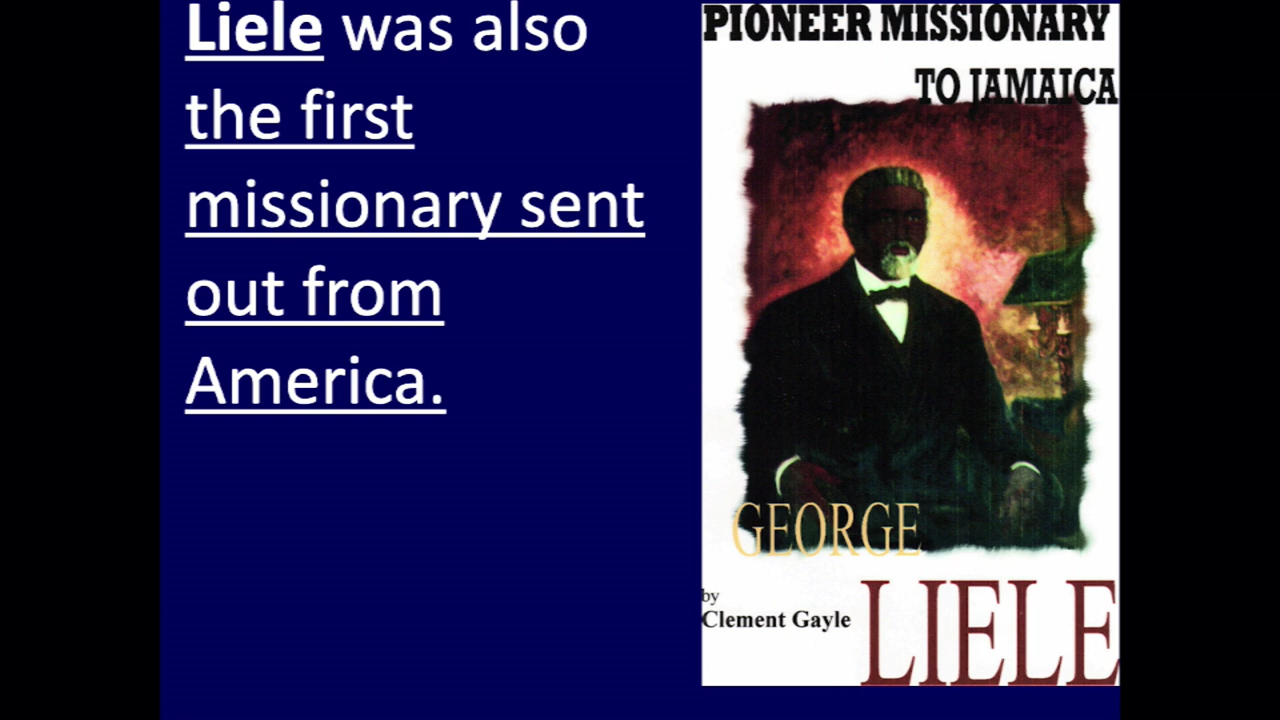 Liele was also
the first
missionary sent
out from
America.
PIONEER MISSIONARY
TO JAMAICA
GEORGE
LIELE
by
Clement Gayle